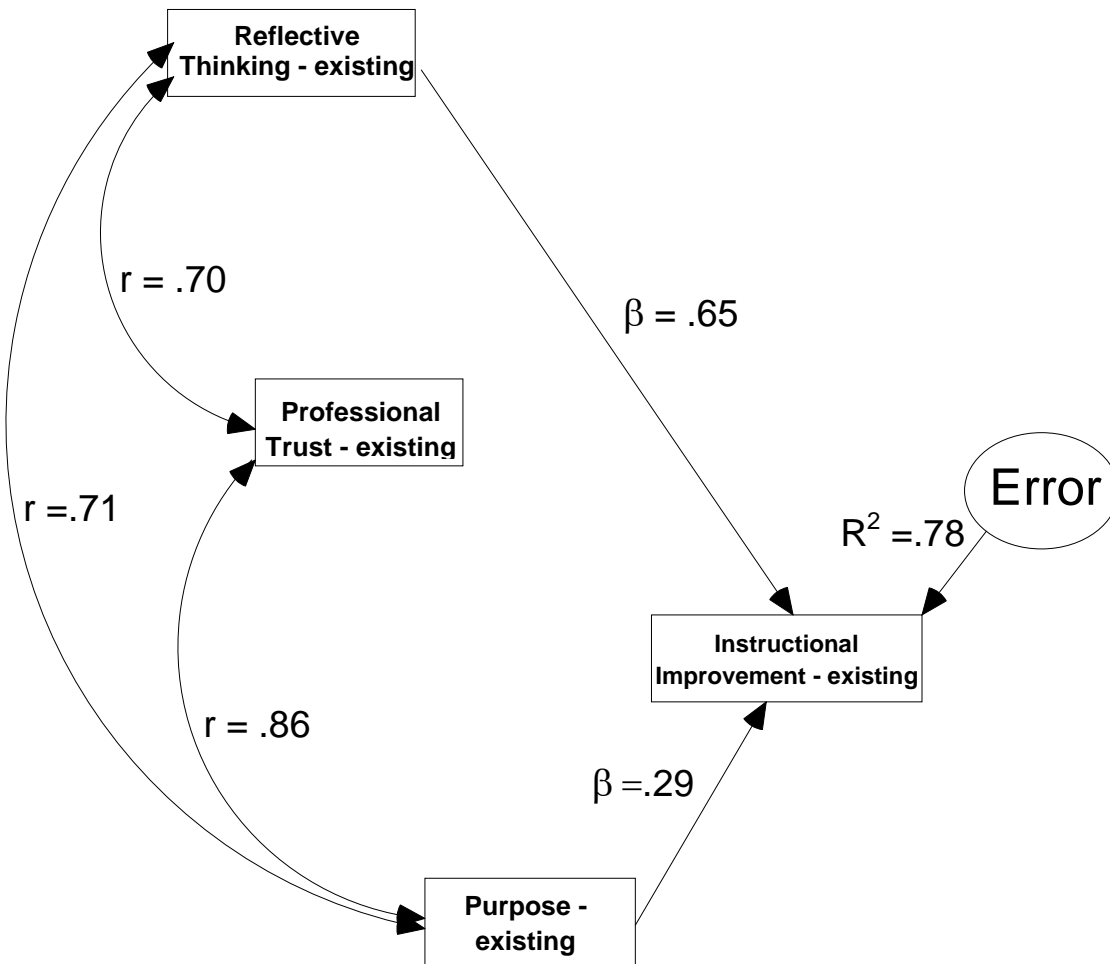 Reflective
Thinking - existing
r = .70
β = .65
Professional
Trust - existing
r =.71
Error
R² =.78
Instructional
Improvement - existing
r = .86
β =.29
Purpose -
existing